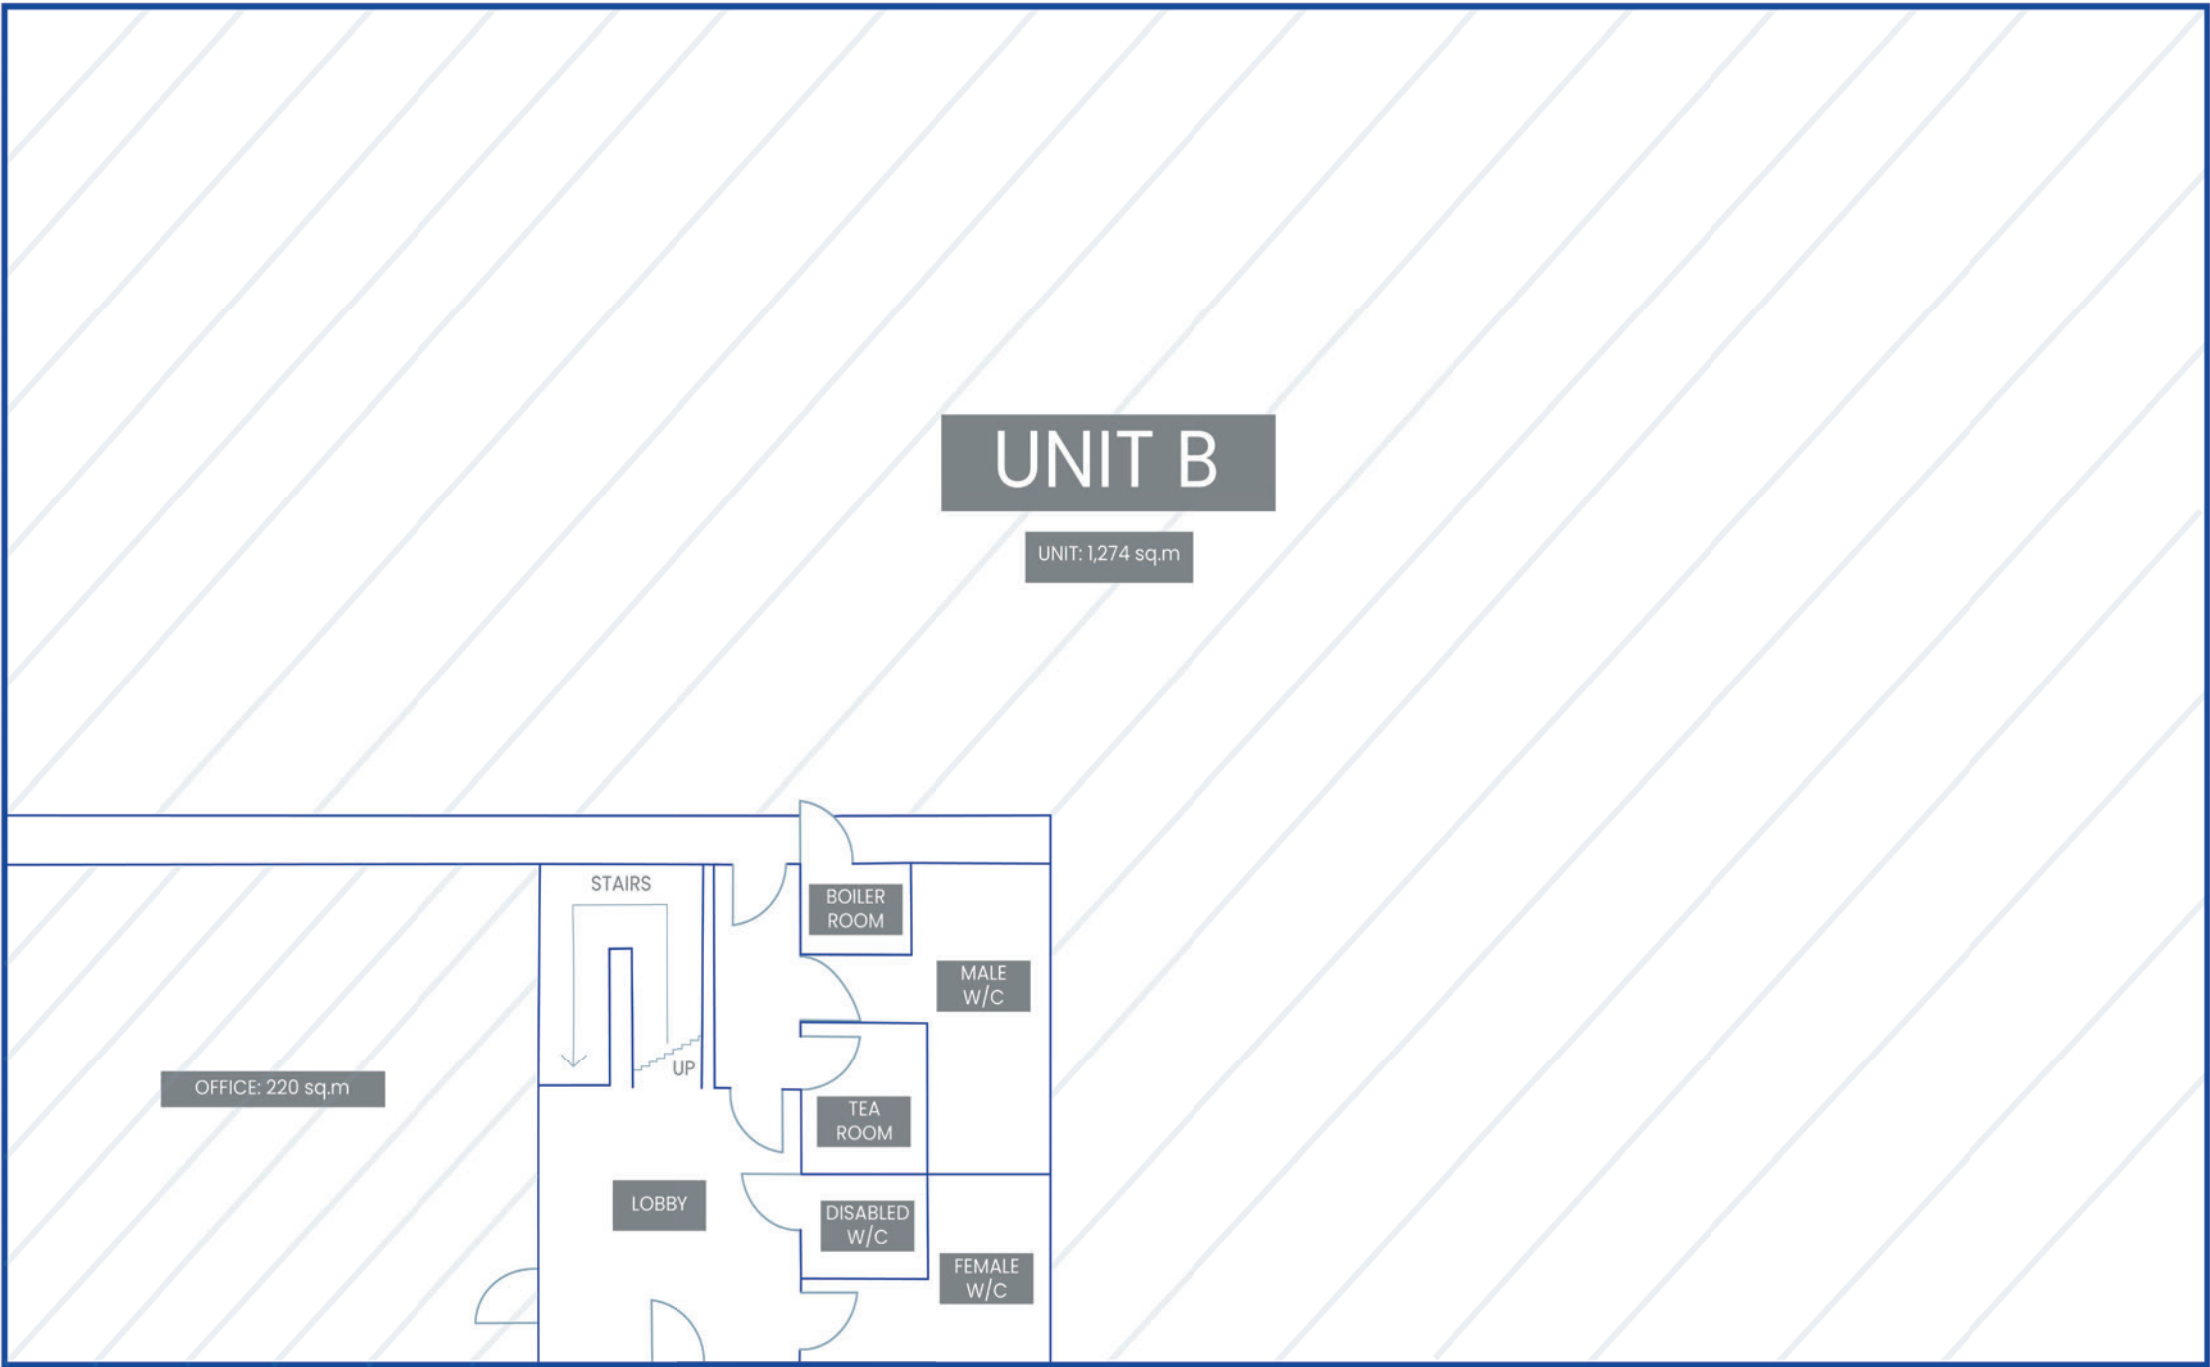 UNIT B
UNIT: 1,274 sq.m
STAIRS
BOILER
ROOM
MALE
W/C
UP
OFFICE: 220 sq.m
TEA
ROOM
LOBBY
DISABLED
W/C
FEMALE
W/C